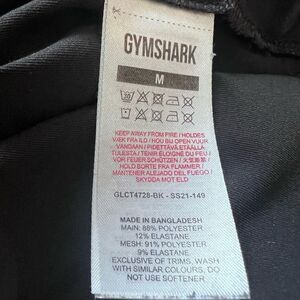 GYMSHARK
M
KEEP AWAY FROM FIRE / HOLDES
VÆK FRA ILD / HOU BIJ OPEN VUUR
VANDAAN / PIDETTÄVÄ ETÄÄLLÄ
TULESTA / TENIR ÉLOIGNÉ DU FEU /
VOR FEUER SCHÜTZEN / 火気厳禁 /
HOLD BORTE FRA FLAMMER /
MANTENER ALEJADO DEL FUEGO /
SKYDDA MOT ELD
GLCT4728-BK - SS21-149
MADE IN BANGLADESH
MAIN: 88% POLYESTER
12% ELASTANE
MESH: 91% POLYESTER
9% ELASTANE
EXCLUSIVE OF TRIMS, WASH
WITH SIMILAR COLOURS, DO
NOT USE SOFTENER